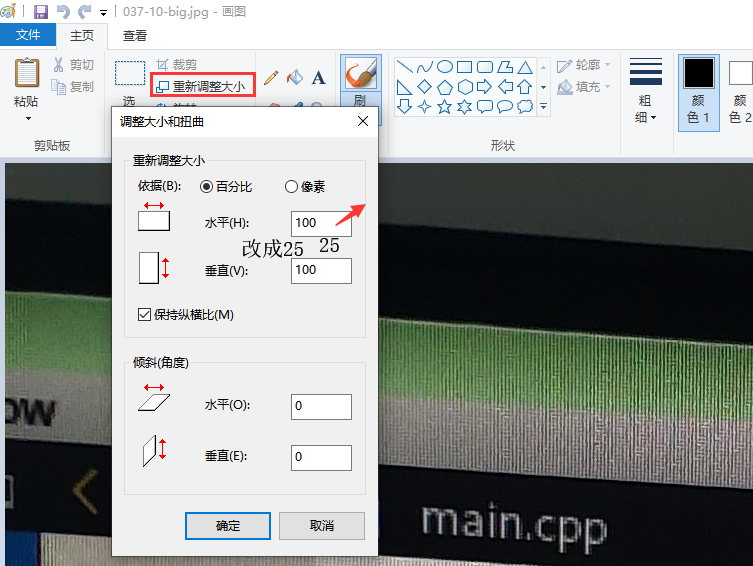 037-10-big.jpg - 画图
文件 主页 查看
粘贴
剪切
复制
剪贴板
选
裁剪
重新调整大小
A
刷
轮廓
填充
形状
粗
细
颜
色 1
颜
色 2
调整大小和扭曲
重新调整大小
依据(B): 百分比 像素
水平(H): 100
改成25 25
垂直(V): 100
保持纵横比(M)
倾斜(角度)
水平(O): 0
垂直(E): 0
确定 取消
ow
main.cpp